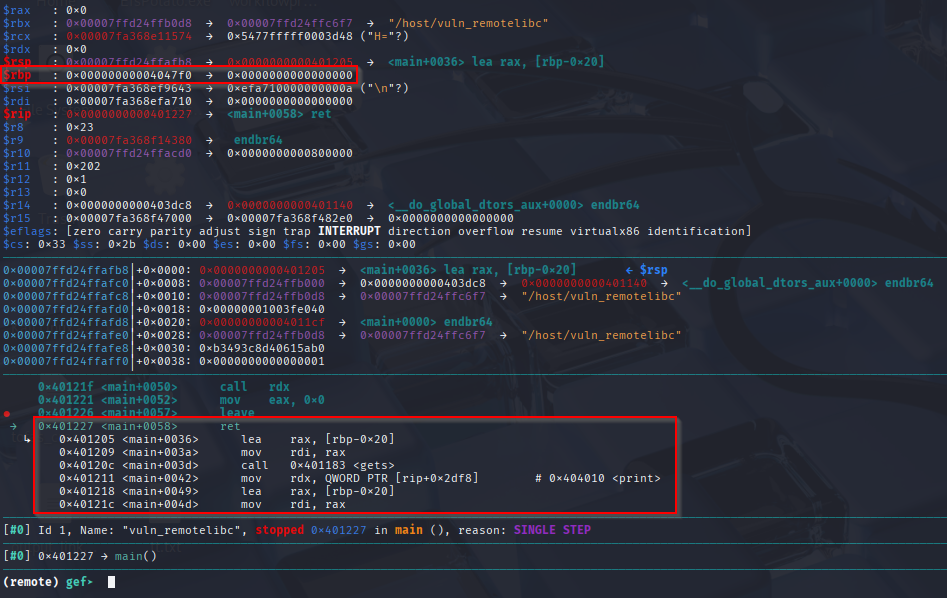 $rax   : 0×0
$rbx   : 0×00007ffd24ffb0d8  →  0×00007ffd24ffc6f7  →  "/host/vuln_remotelibc"
$rcx   : 0×00007fa368e11574  →  0×5477fffff0003d48 ("H="?)
$rdx   : 0×0
$rsp   : 0×00007ffd24ffafb8  →  0×0000000000401205  →  <main+0036> lea rax, [rbp-0×20]
$rbp   : 0×00000000004047f0  →  0×0000000000000000
$rsi   : 0×00007fa368ef9643  →  0×efa710000000000a ("\n"?)
$rdi   : 0×00007fa368efa710  →  0×0000000000000000
$rip   : 0×0000000000401227  →  <main+0058> ret
$r8    : 0×23
$r9    : 0×00007fa368f14380  →   endbr64
$r10   : 0×00007ffd24ffacd0  →  0×0000000000800000
$r11   : 0×202
$r12   : 0×1
$r13   : 0×0
$r14   : 0×0000000000403dc8  →  0×0000000000401140  →  <__do_global_dtors_aux+0000> endbr64
$r15   : 0×00007fa368f47000  →  0×00007fa368f482e0  →  0×0000000000000000
$eflags: [zero carry parity adjust sign trap INTERRUPT direction overflow resume virtualx86 identification]
$cs: 0×33 $ss: 0×2b $ds: 0×00 $es: 0×00 $fs: 0×00 $gs: 0×00
0×00007ffd24ffafb8│+0×0000: 0×0000000000401205  →  <main+0036> lea rax, [rbp-0×20]	 ← $rsp
0×00007ffd24ffafc0│+0×0008: 0×00007ffd24ffb000  →  0×0000000000403dc8  →  0×0000000000401140  →  <__do_global_dtors_aux+0000> endbr64
0×00007ffd24ffafc8│+0×0010: 0×00007ffd24ffb0d8  →  0×00007ffd24ffc6f7  →  "/host/vuln_remotelibc"
0×00007ffd24ffafd0│+0×0018: 0×00000001003fe040
0×00007ffd24ffafd8│+0×0020: 0×00000000004011cf  →  <main+0000> endbr64
0×00007ffd24ffafe0│+0×0028: 0×00007ffd24ffb0d8  →  0×00007ffd24ffc6f7  →  "/host/vuln_remotelibc"
0×00007ffd24ffafe8│+0×0030: 0×b3493c8d40615ab0
0×00007ffd24ffaff0│+0×0038: 0×0000000000000001
0×40121f <main+0050>      call   rdx
0×401221 <main+0052>      mov    eax, 0×0
0×401226 <main+0057>      leave
→ 0×401227 <main+0058>      ret
↳ 0×401205 <main+0036>      lea    rax, [rbp-0×20]
0×401209 <main+003a>      mov    rdi, rax
0×40120c <main+003d>      call   0×401183 <gets>
0×401211 <main+0042>      mov    rdx, QWORD PTR [rip+0×2df8]        # 0×404010 <print>
0×401218 <main+0049>      lea    rax, [rbp-0×20]
0×40121c <main+004d>      mov    rdi, rax
[#0] Id 1, Name: "vuln_remotelibc", stopped 0×401227 in main (), reason: SINGLE STEP
[#0] 0×401227 → main()
(remote) gef➤